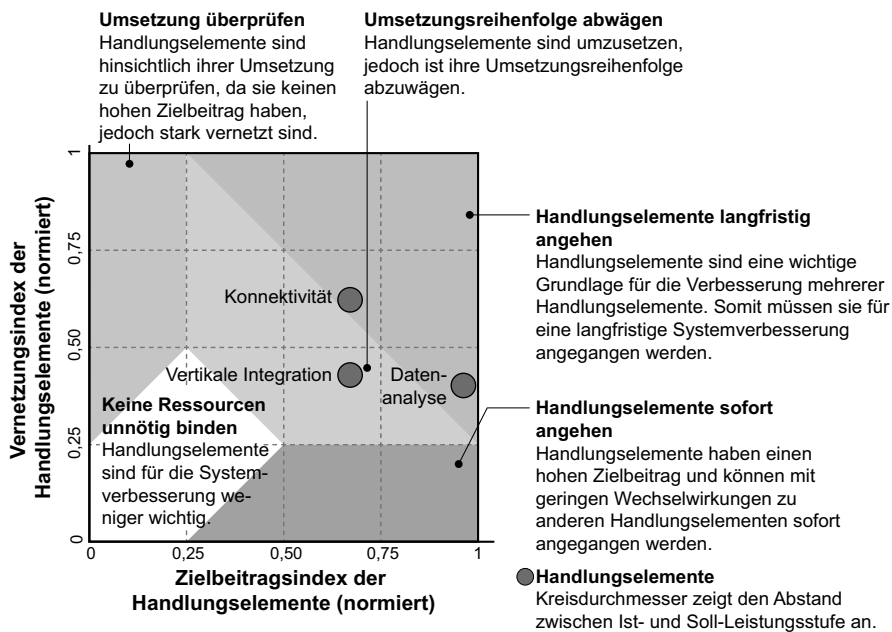 Umsetzung überprüfen
Handlungselemente sind
hinsichtlich ihrer Umsetzung
zu überprüfen, da sie keinen
hohen Zielbeitrag haben,
jedoch stark vernetzt sind.
Umsetzungsreihenfolge abwägen
Handlungselemente sind umzusetzen,
jedoch ist ihre Umsetzungsreihenfolge
abzuwägen.
Vernetzungsindex der
Handlungselemente (normiert)
1
0,75
0,50
0,25
0
Konnektivität
Vertikale Integration
Daten-
analyse
Keine Ressourcen
unnötig binden
Handlungselemente
sind für die System-
verbesserung we-
niger wichtig.
0
0,25
0,50
0,75
1
Zielbeitragsindex der
Handlungselemente (normiert)
Handlungselemente langfristig
angehen
Handlungselemente sind eine wichtige
Grundlage für die Verbesserung mehrerer
Handlungselemente. Somit müssen sie für
eine langfristige Systemverbesserung
angegangen werden.
Handlungselemente sofort
angehen
Handlungselemente haben einen
hohen Zielbeitrag und können mit
geringen Wechselwirkungen zu
anderen Handlungselementen sofort
angegangen werden.
Handlungselemente
Kreisdurchmesser zeigt den Abstand
zwischen Ist- und Soll-Leistungsstufe an.